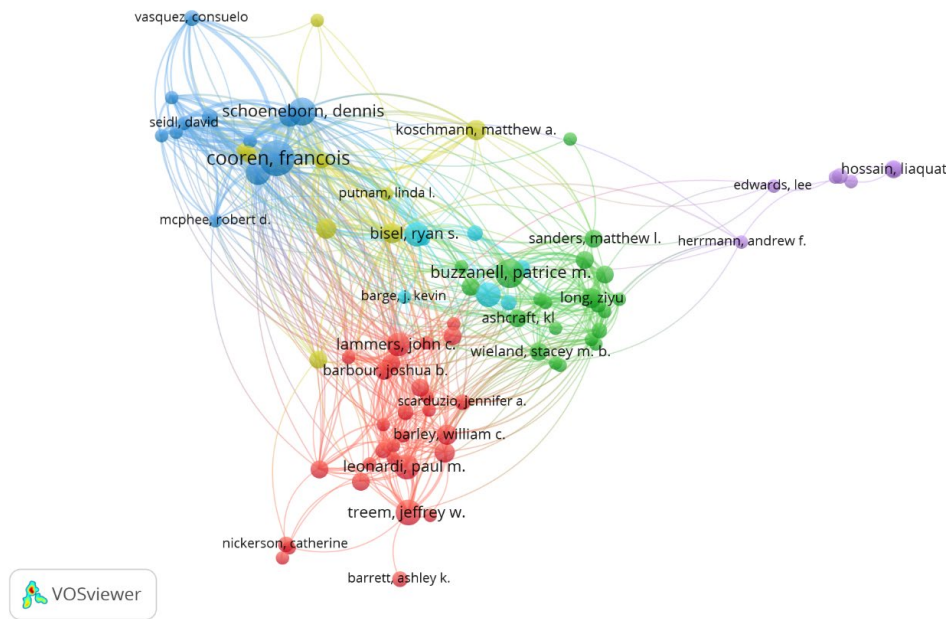 vasquez, consuelo
schoeneborn, dennis
seidl, david
koschmann, matthew a.
cooren, francois
hossain, liaquat
edwards, lee
putnam, linda l.
mcphee, robert d.
bisel, ryan s.
sanders, matthew l.
herrmann, andrew f.
buzzanell, patrice m.
barge, j. kevin
long, ziyu
ashcraft, kl
lammers, john c.
wieland, stacey m. b.
barbour, joshua b.
scarduzio, jennifer a.
barley, william c.
leonardi, paul m.
treem, jeffrey w.
nickerson, catherine
barrett, ashley k.
VOSviewer